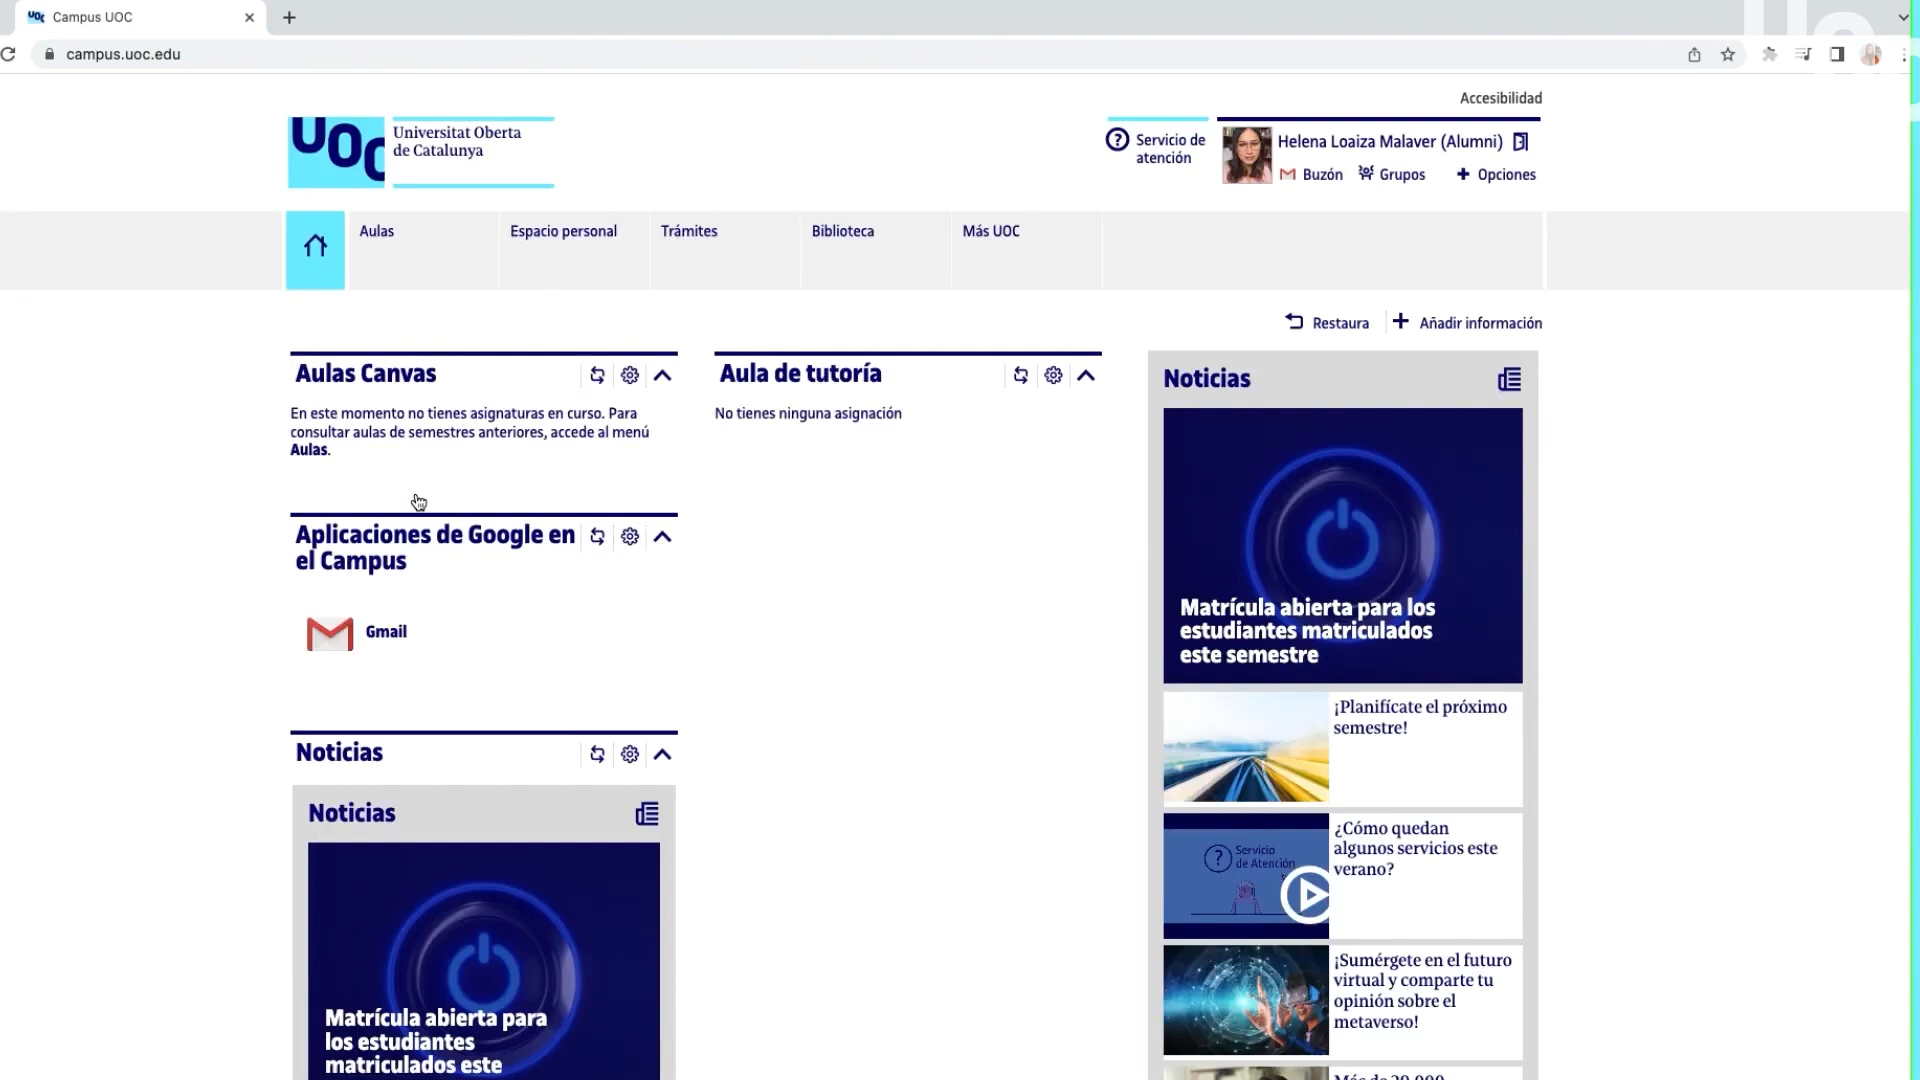 Campus UOC
campus.uoc.edu
Accesibilidad
UOC
Universitat Oberta
de Catalunya
Servicio de
atención
Helena Loaiza Malaver (Alumni)
Buzón
Grupos
Opciones
Aulas
Espacio personal
Trámites
Biblioteca
Más UOC
Restaura
Añadir información
Aulas Canvas
En este momento no tienes asignaturas en curso. Para
consultar aulas de semestres anteriores, accede al menú
Aulas.
Aplicaciones de Google en
el Campus
Gmail
Noticias
Noticias
Matrícula abierta para
los estudiantes
matriculados este
Aula de tutoría
No tienes ninguna asignación
Noticias
Matrícula abierta para los
estudiantes matriculados
este semestre
¡Planifícate el próximo
semestre!
Servicio
de Atención
¿Cómo quedan
algunos servicios este
verano?
¡Sumérgete en el futuro
virtual y comparte tu
opinión sobre el
metaverso!